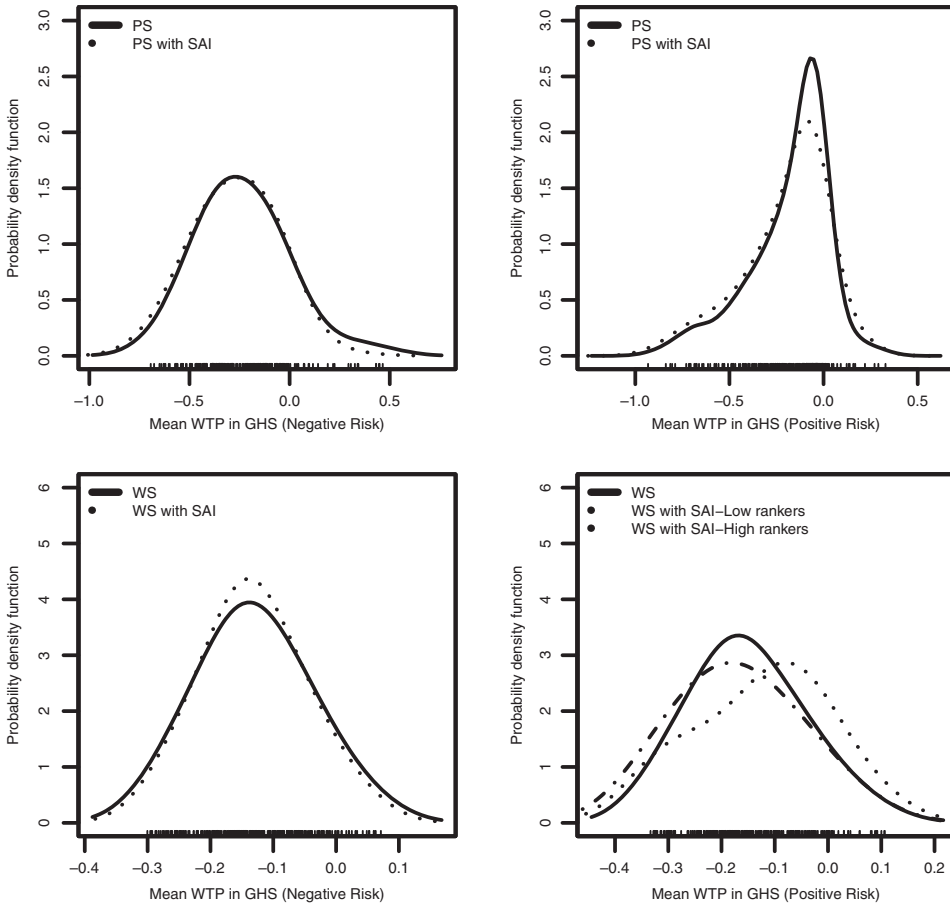 PS
PS with SAI
Probability density function
0.0 0.5 1.0 1.5 2.0 2.5 3.0
−1.0 −0.5 0.0 0.5
Mean WTP in GHS (Negative Risk)
PS
PS with SAI
Probability density function
0.0 0.5 1.0 1.5 2.0 2.5 3.0
−1.0 −0.5 0.0 0.5
Mean WTP in GHS (Positive Risk)
WS
WS with SAI
Probability density function
0 1 2 3 4 5 6
−0.4 −0.3 −0.2 −0.1 0.0 0.1
Mean WTP in GHS (Negative Risk)
WS
WS with SAI−Low rankers
WS with SAI−High rankers
Probability density function
0 1 2 3 4 5 6
−0.4 −0.3 −0.2 −0.1 0.0 0.1 0.2
Mean WTP in GHS (Positive Risk)